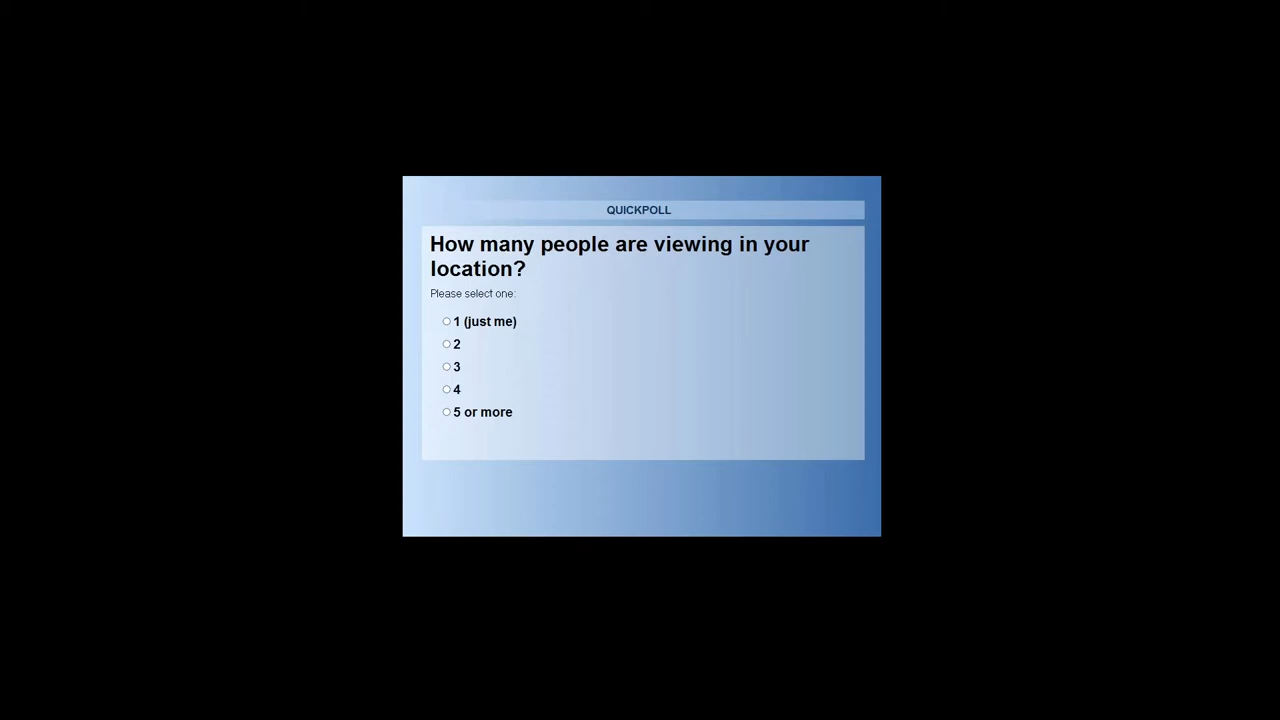 QUICKPOLL
How many people are viewing in your
location?
Please select one:
1 (just me)
2
3
4
5 or more